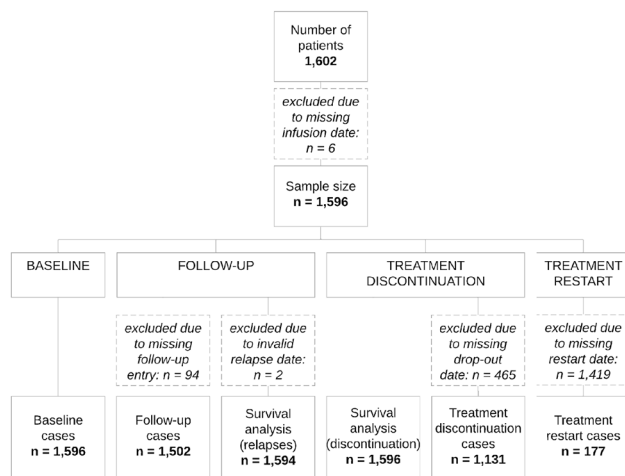 Number of
patients
1,602
excluded due
to missing
infusion date:
n = 6
Sample size
n = 1,596
BASELINE
FOLLOW-UP
TREATMENT
DISCONTINUATION
TREATMENT
RESTART
excluded due
to missing
follow-up
entry: n = 94
excluded due
to invalid
relapse date:
n = 2
excluded due
to missing
drop-out
date: n = 465
excluded due
to missing
restart date:
n = 1,419
Baseline
cases
n = 1,596
Follow-up
cases
n = 1,502
Survival
analysis
(relapses)
n = 1,594
Survival
analysis
(discontinuation)
n = 1,596
Treatment
discontinuation
cases
n = 1,131
Treatment
restart cases
n = 177